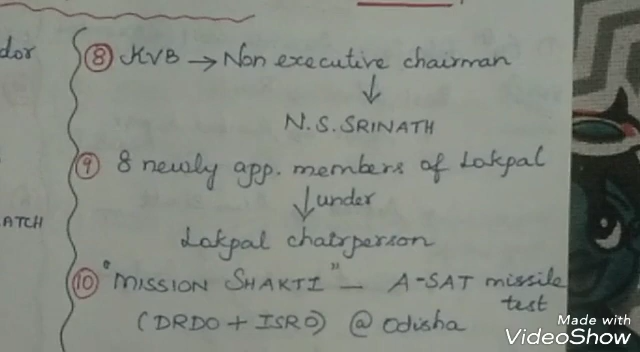 dor
⑧ KVB → Non executive chairman
↓
N.S.SRINATH
⑨ 8 newly app. members of Lokpal
↓ under
Lokpal chairperson
ATCH
⑩ "MISSION SHAKTI" – A-SAT missile
test
(DRDO + ISRO) @ Odisha
Made with
VideoShow